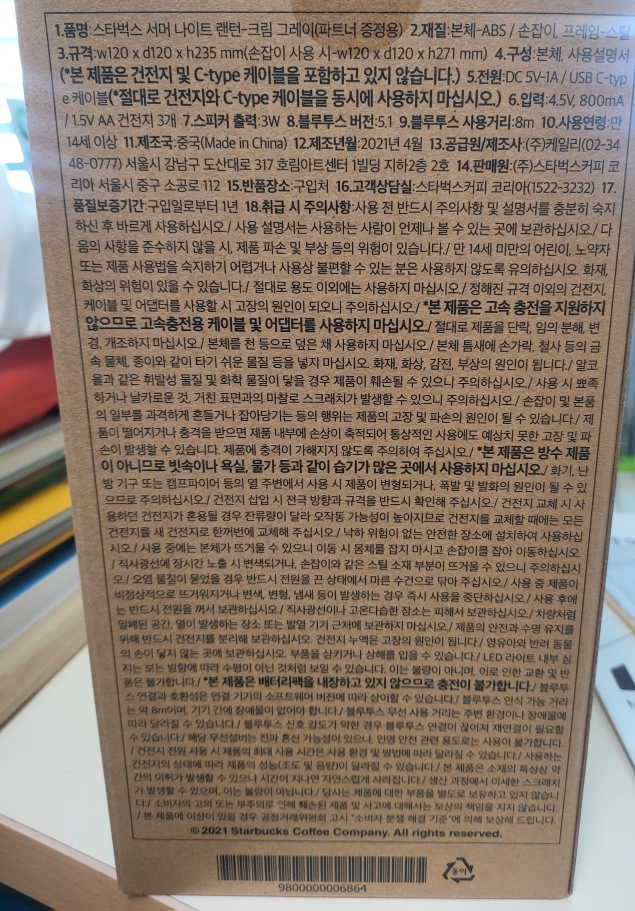 1.품명:스타벅스 서머 나이트 랜턴-크림 그레이(파트너 증정용) 2.재질:본체-ABS / 손잡이, 프레임-스틸
3.규격:w120 x d120 x h235 mm(손잡이 사용 시-w120 x d120 x h271 mm) 4.구성:본체, 사용설명서
(*본 제품은 건전지 및 C-type 케이블을 포함하고 있지 않습니다.) 5.전원:DC 5V-1A / USB C-typ
e 케이블(*절대로 건전지와 C-type 케이블을 동시에 사용하지 마십시오.) 6.입력:4.5V, 800mA
/ 1.5V AA 건전지 3개 7.스피커 출력:3W 8.블루투스 버전:5.1 9.블루투스 사용거리:8m 10.사용연령:만
14세 이상 11.제조국:중국(Made in China) 12.제조년월:2021년 4월 13.공급원/제조사:(주)케일리(02-34
48-0777) 서울시 강남구 도산대로 317 호림아트센터 1빌딩 지하2층 2호 14.판매원:(주)스타벅스커피 코
리아 서울시 중구 소공로 112 15.반품장소:구입처 16.고객상담실:스타벅스커피 코리아(1522-3232) 17.
품질보증기간:구입일로부터 1년 18.취급 시 주의사항:사용 전 반드시 주의사항 및 설명서를 충분히 숙지
하신 후 바르게 사용하십시오./ 사용 설명서는 사용하는 사람이 언제나 볼 수 있는 곳에 보관하십시오./ 다
음의 사항을 준수하지 않을 시, 제품 파손 및 부상 등의 위험이 있습니다./ 만 14세 미만의 어린이, 노약자
또는 제품 사용법을 숙지하기 어렵거나 사용상 불편할 수 있는 분은 사용하지 않도록 유의하십시오. 화재,
화상의 위험이 있을 수 있습니다./ 절대로 용도 이외에는 사용하지 마십시오./ 정해진 규격 이외의 건전지,
케이블 및 어댑터를 사용할 시 고장의 원인이 되오니 주의하십시오./ *본 제품은 고속 충전을 지원하지
않으므로 고속충전용 케이블 및 어댑터를 사용하지 마십시오./ 절대로 제품을 단락, 임의 분해, 변
경, 개조하지 마십시오./ 본체를 천 등으로 덮은 채 사용하지 마십시오./ 본체 틈새에 손가락, 철사 등의 금
속 물체, 종이와 같이 타기 쉬운 물질 등을 넣지 마십시오. 화재, 화상, 감전, 부상의 원인이 됩니다./ 알코
올과 같은 휘발성 물질 및 화학 물질이 닿을 경우 제품이 훼손될 수 있으니 주의하십시오./ 사용 시 뾰족
하거나 날카로운 것, 거친 표면과의 마찰로 스크래치가 발생할 수 있으니 주의하십시오./ 손잡이 및 본품
의 일부를 과격하게 흔들거나 잡아당기는 등의 행위는 제품의 고장 및 파손의 원인이 될 수 있습니다./ 제
품이 떨어지거나 충격을 받으면 제품 내부에 손상이 축적되어 통상적인 사용에도 예상치 못한 고장 및 파
손이 발생할 수 있습니다. 제품에 충격이 가해지지 않도록 주의하여 주십시오./ *본 제품은 방수 제품
이 아니므로 빗속이나 욕실, 물가 등과 같이 습기가 많은 곳에서 사용하지 마십시오./ 화기, 난
방 기구 또는 캠프파이어 등의 열 주변에서 사용 시 제품이 변형되거나, 폭발 및 발화의 원인이 될 수 있
으므로 주의하십시오./ 건전지 삽입 시 전극 방향과 규격을 반드시 확인해 주십시오./ 건전지 교체 시 사
용하던 건전지가 혼용될 경우 잔류량이 달라 오작동 가능성이 높아지므로 건전지를 교체할 때에는 모든
건전지를 새 건전지로 한꺼번에 교체해 주십시오./ 낙하 위험이 없는 안전한 장소에 설치하여 사용하십
시오./ 사용 중에는 본체가 뜨거울 수 있으니 이동 시 몸체를 잡지 마시고 손잡이를 잡아 이동하십시오.
/ 직사광선에 장시간 노출 시 변색되거나, 손잡이와 같은 스틸 소재 부분이 뜨거울 수 있으니 주의하십시
오./ 오염 물질이 묻었을 경우 반드시 전원을 끈 상태에서 마른 수건으로 닦아 주십시오./ 사용 중 제품이
비정상적으로 뜨거워지거나 변색, 변형, 냄새 등이 발생하는 경우 즉시 사용을 중단하십시오./ 사용 후에
는 반드시 전원을 꺼서 보관하십시오./ 직사광선이나 고온다습한 장소는 피해서 보관하십시오./ 차량처럼
밀폐된 공간, 열이 발생하는 장소 또는 발열 기기 근처에 보관하지 마십시오./ 제품의 안전과 수명 유지를
위해 반드시 건전지를 분리해 보관하십시오. 건전지 누액은 고장의 원인이 됩니다./ 영유아와 반려 동물
의 손이 닿지 않는 곳에 보관하십시오. 부품을 삼키거나 상해를 입을 수 있습니다./ LED 라이트 내부 심
지는 보는 방향에 따라 수평이 아닌 것처럼 보일 수 있습니다. 이는 불량이 아니며, 이로 인한 교환 및 반
품은 불가합니다./ *본 제품은 배터리팩을 내장하고 있지 않으므로 충전이 불가합니다./ 블루투
스 연결과 호환성은 연결 기기의 소프트웨어 버전에 따라 상이할 수 있습니다./ 블루투스 인식 가능 거리
는 약 8m이며, 기기 간에 장애물이 없어야 합니다./ 블루투스 무선 사용 거리는 주변 환경이나 장애물에
따라 달라질 수 있습니다./ 블루투스 신호 강도가 약한 경우 블루투스 연결이 끊어져 재연결이 필요할
수 있습니다./ 해당 무선설비는 전파 혼신 가능성이 있으나, 인명 안전 관련 용도로는 사용이 불가합니다.
/ 건전지 전원 사용 시 제품의 최대 사용 시간은 사용 환경 및 방법에 따라 달라질 수 있습니다./ 사용하는
건전지의 상태에 따라 제품의 성능(조도 및 음량)이 달라질 수 있습니다./ 본 제품은 소재의 특성상 약
간의 이취가 발생할 수 있으나 시간이 지나면 자연스럽게 사라집니다./ 생산 과정에서 미세한 스크래치
가 발생할 수 있으며, 이는 불량이 아닙니다./ 당사는 제품에 대한 부품을 별도로 보유하고 있지 않습니
다./ 소비자의 고의 또는 부주의로 인해 훼손된 제품 및 사고에 대해서는 보상의 책임을 지지 않습니다.
/ 본 제품에 이상이 있을 경우 공정거래위원회 고시 "소비자 분쟁 해결 기준"에 의해 보상해 드립니다.
© 2021 Starbucks Coffee Company. All rights reserved.
9800000006864
종이